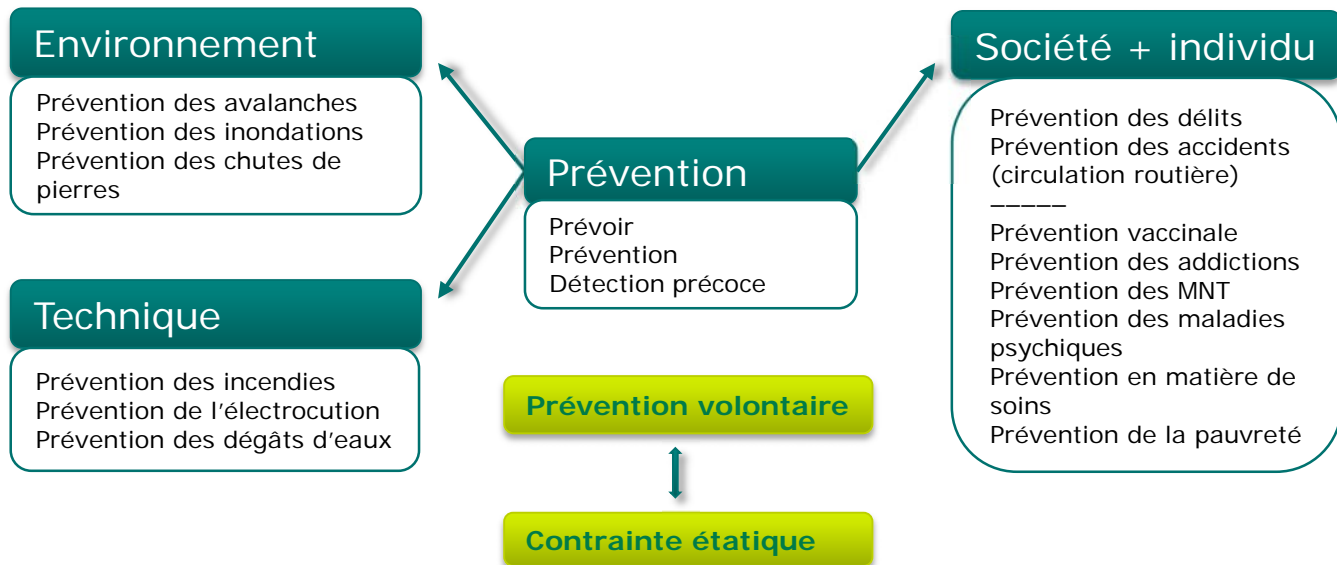 Environnement
Prévention des avalanches
Prévention des inondations
Prévention des chutes de
pierres
Technique
Prévention des incendies
Prévention de l’électrocution
Prévention des dégâts d’eaux
Prévention
Prévoir
Prévention
Détection précoce
Prévention volontaire
Contrainte étatique
Société + individu
Prévention des délits
Prévention des accidents
(circulation routière)
–––––
Prévention vaccinale
Prévention des addictions
Prévention des MNT
Prévention des maladies
psychiques
Prévention en matière de
soins
Prévention de la pauvreté